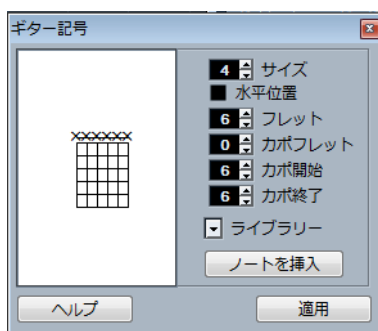 ギター記号
4 サイズ
水平位置
6 フレット
0 カポフレット
6 カポ開始
6 カポ終了
ライブラリー
ノートを挿入
XXXXXX
ヘルプ
適用